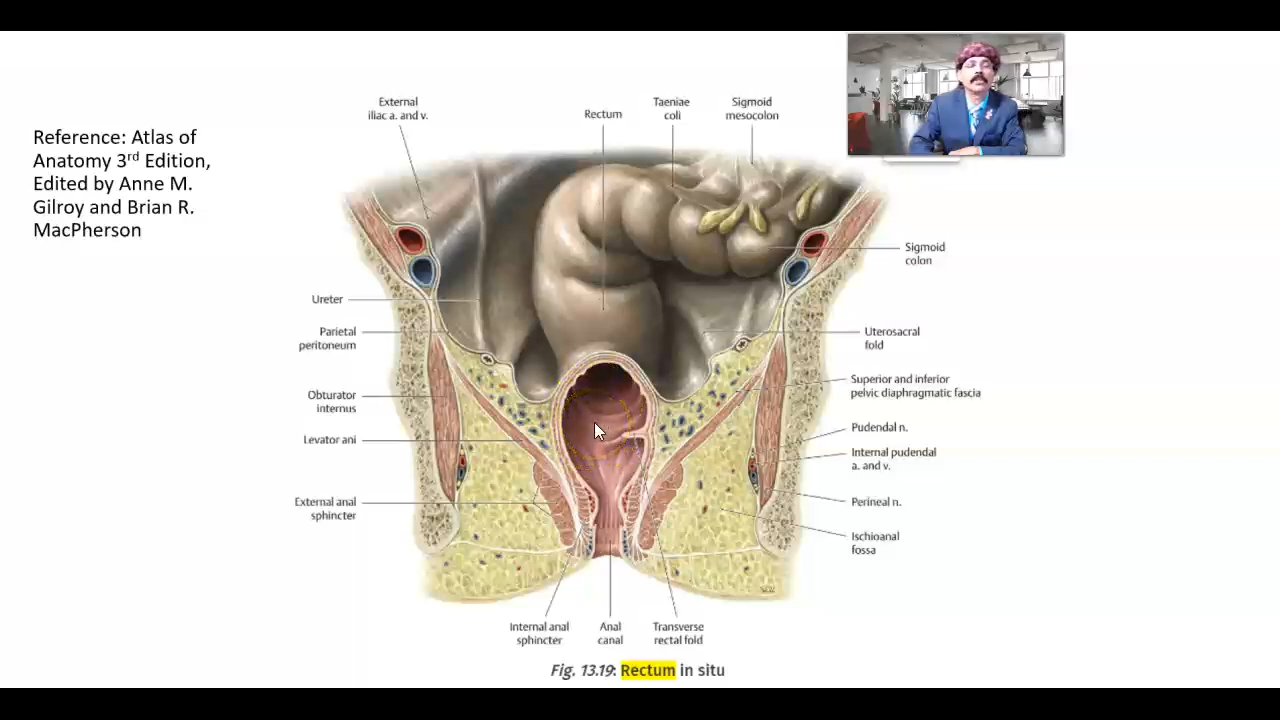 Reference: Atlas of
Anatomy 3rd Edition,
Edited by Anne M.
Gilroy and Brian R.
MacPherson
External
iliac a. and v.
Rectum
Taeniae
coli
Sigmoid
mesocolon
Sigmoid
colon
Ureter
Parietal
peritoneum
Uterosacral
fold
Obturator
internus
Superior and inferior
pelvic diaphragmatic fascia
Levator ani
Pudendal n.
Internal pudendal
a. and v.
External anal
sphincter
Perineal n.
Ischioanal
fossa
Internal anal
sphincter
Anal
canal
Transverse
rectal fold
Fig. 13.19: Rectum in situ